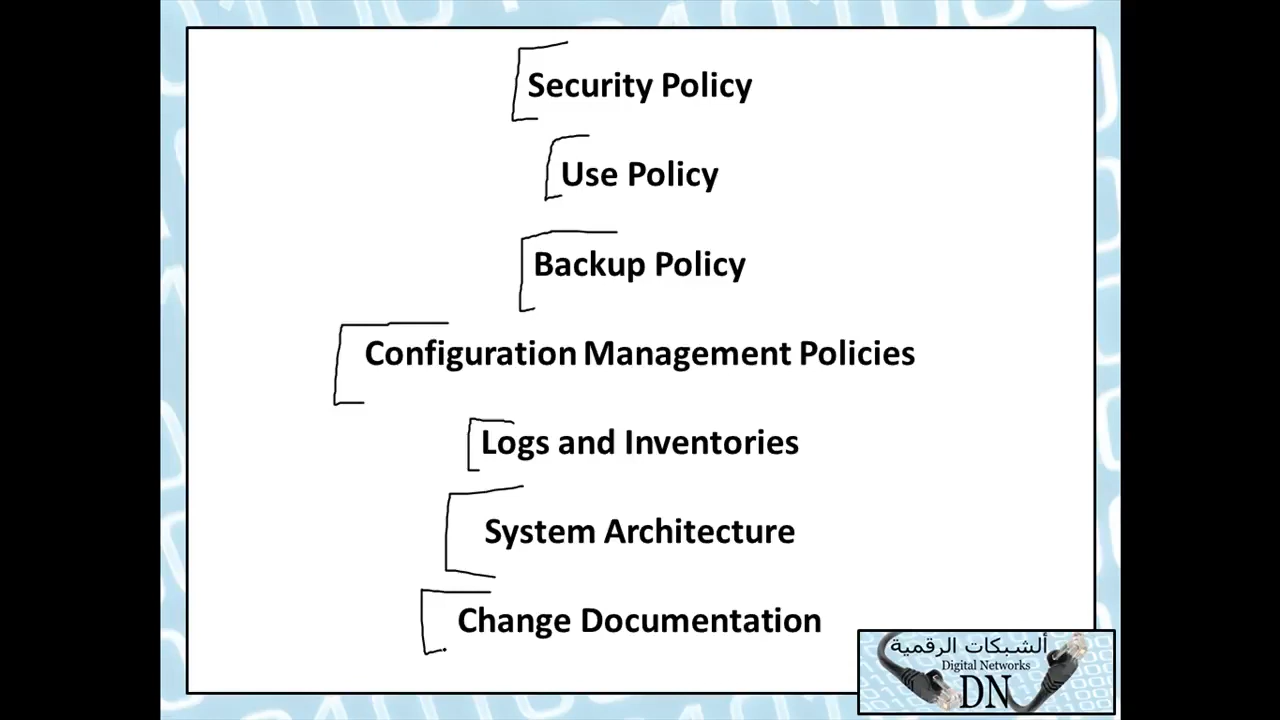 Security Policy
Use Policy
Backup Policy
Configuration Management Policies
Logs and Inventories
System Architecture
Change Documentation
ألشبكات الرقمية
Digital Networks
DN